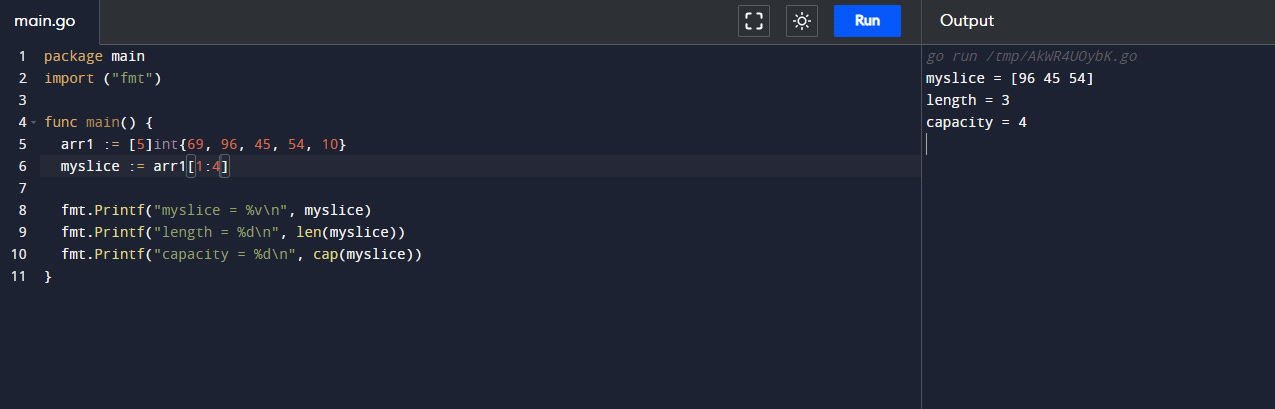 main.go
Run
Output
1 package main
2 import ("fmt")
3
4 func main() {
5   arr1 := [5]int{69, 96, 45, 54, 10}
6   myslice := arr1[1:4]
7
8   fmt.Printf("myslice = %v\n", myslice)
9   fmt.Printf("length = %d\n", len(myslice))
10   fmt.Printf("capacity = %d\n", cap(myslice))
11 }
go run /tmp/AkWR4UOybK.go
myslice = [96 45 54]
length = 3
capacity = 4